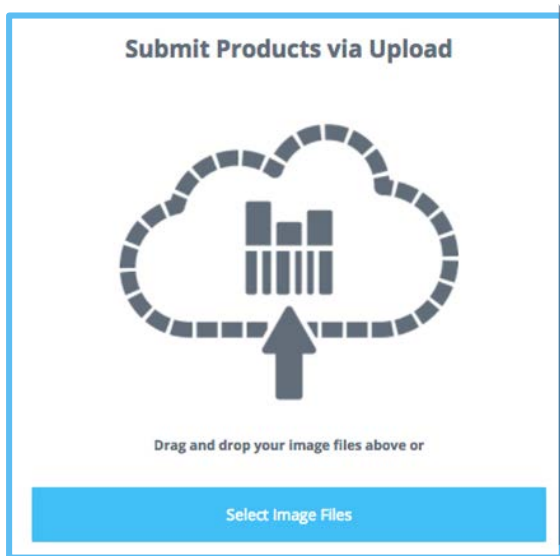 Submit Products via Upload
Drag and drop your image files above or
Select Image Files